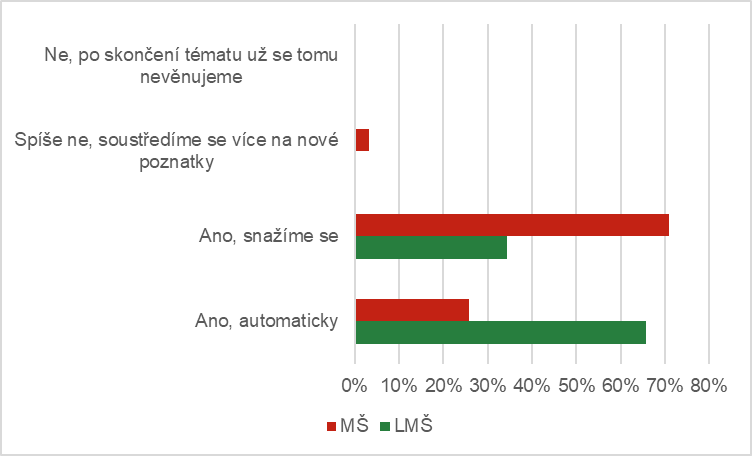 Ne, po skončení tématu už se tomu
nevěnujeme
Spíše ne, soustředíme se více na nové
poznatky
Ano, snažíme se
Ano, automaticky
0% 10% 20% 30% 40% 50% 60% 70% 80%
MŠ LMŠ